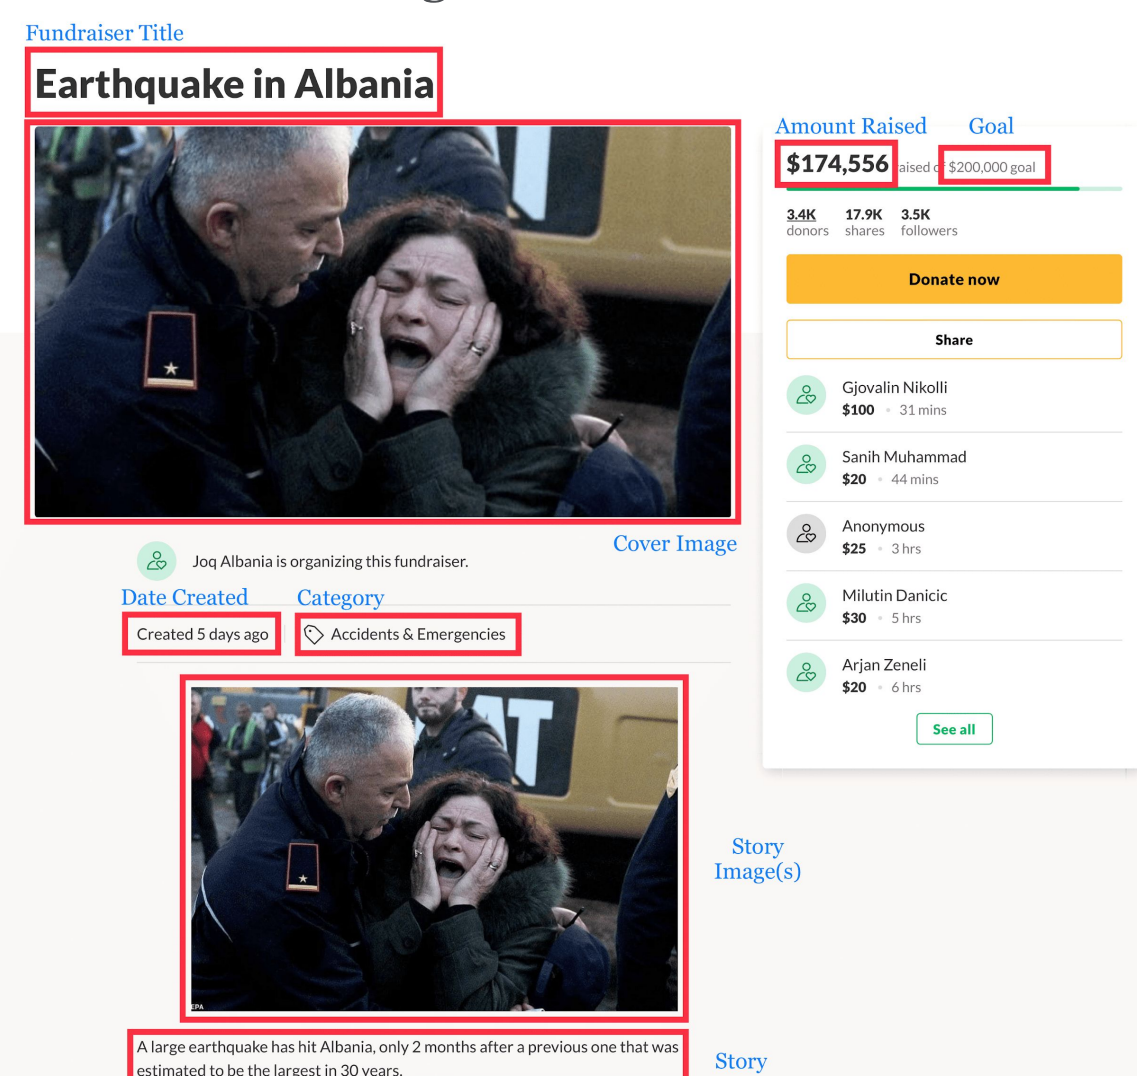 Fundraiser Title
Earthquake in Albania
Amount Raised Goal
$174,556 raised of $200,000 goal
3.4K 17.9K 3.5K
donors shares followers
Donate now
Share
Gjovalin Nikolli
$100 • 31 mins
Sanih Muhammad
$20 • 44 mins
Anonymous
$25 • 3 hrs
Milutin Danicic
$30 • 5 hrs
Arjan Zeneli
$20 • 6 hrs
See all
Cover Image
Joq Albania is organizing this fundraiser.
Date Created Category
Created 5 days ago Accidents & Emergencies
AT
EPA
Story
Image(s)
A large earthquake has hit Albania, only 2 months after a previous one that was
estimated to be the largest in 30 years.
Story